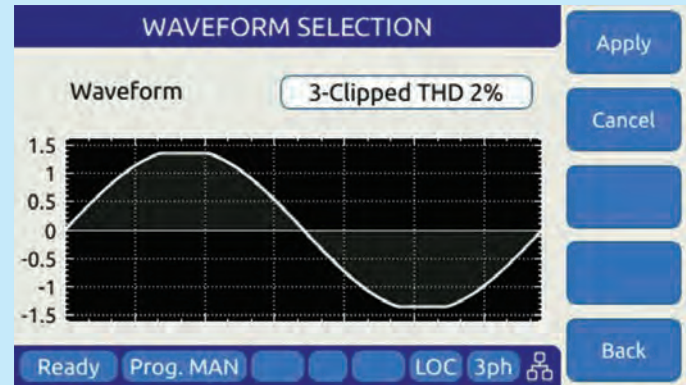 WAVEFORM SELECTION
Apply
Waveform
3-Clipped THD 2%
Cancel
1.5
1
0.5
0
-0.5
-1
-1.5
Back
Ready
Prog. MAN
LOC
3ph